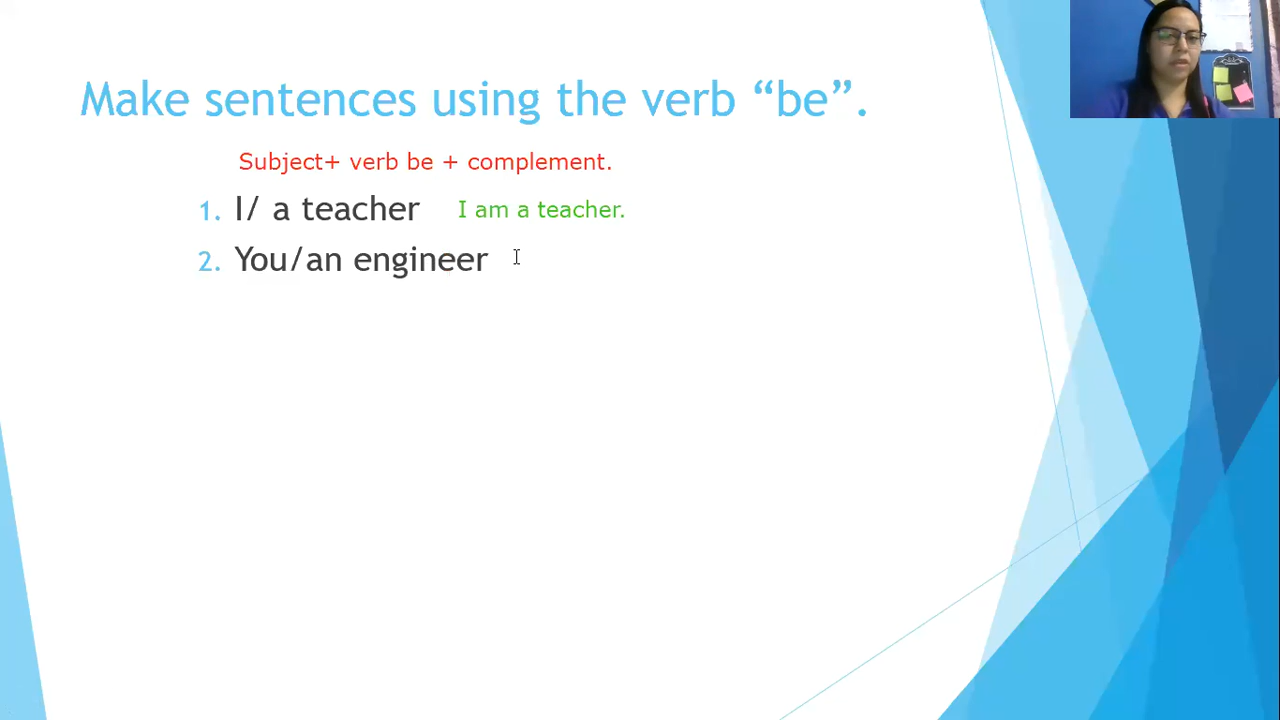 Make sentences using the verb “be”.
Subject+ verb be + complement.
1. I/ a teacher I am a teacher.
2. You/an engineer